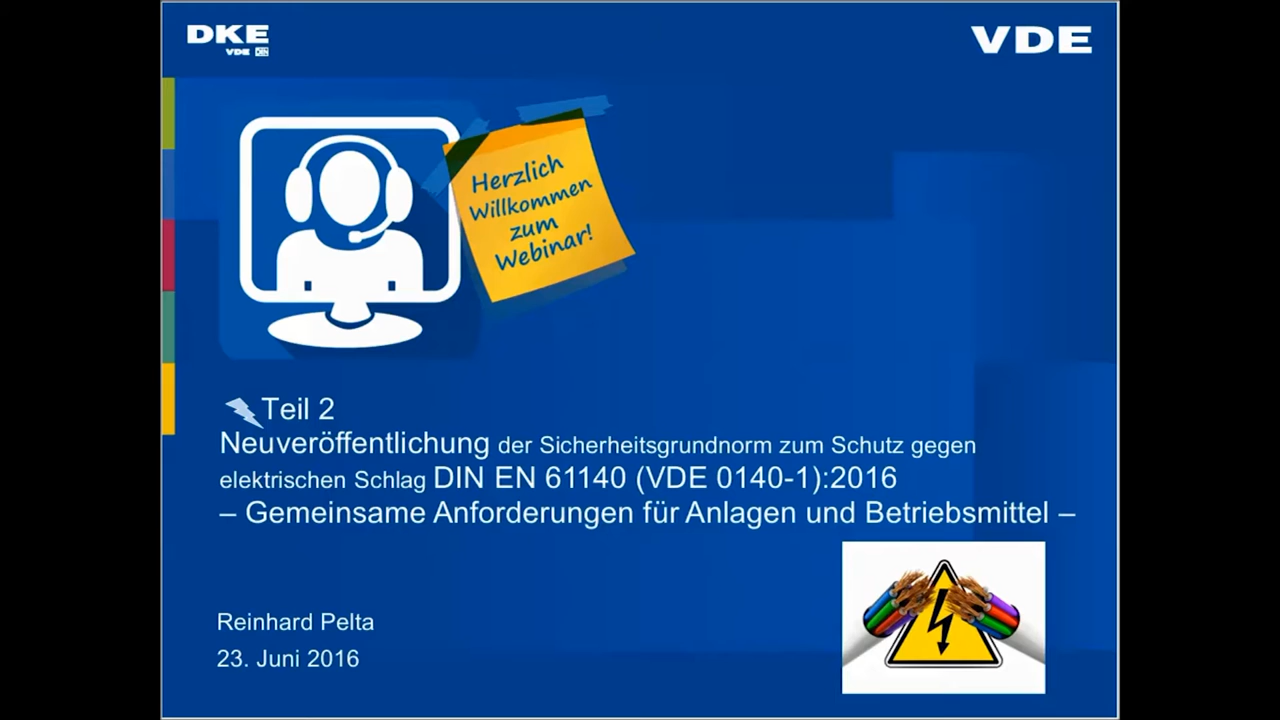 DKE
VDE DIN
VDE
Herzlich
Willkommen
zum
Webinar!
Teil 2
Neuveröffentlichung der Sicherheitsgrundnorm zum Schutz gegen
elektrischen Schlag DIN EN 61140 (VDE 0140-1):2016
– Gemeinsame Anforderungen für Anlagen und Betriebsmittel –
Reinhard Pelta
23. Juni 2016